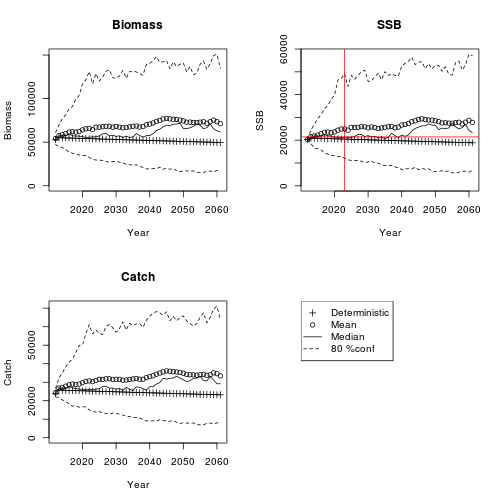 Biomass
SSB
Biomass
0 50000 100000
2020 2030 2040 2050 2060
Year
SSB
0 20000 40000 60000
2020 2030 2040 2050 2060
Year
Catch
Catch
0 20000 50000
2020 2030 2040 2050 2060
Year
Deterministic
Mean
Median
80 %conf